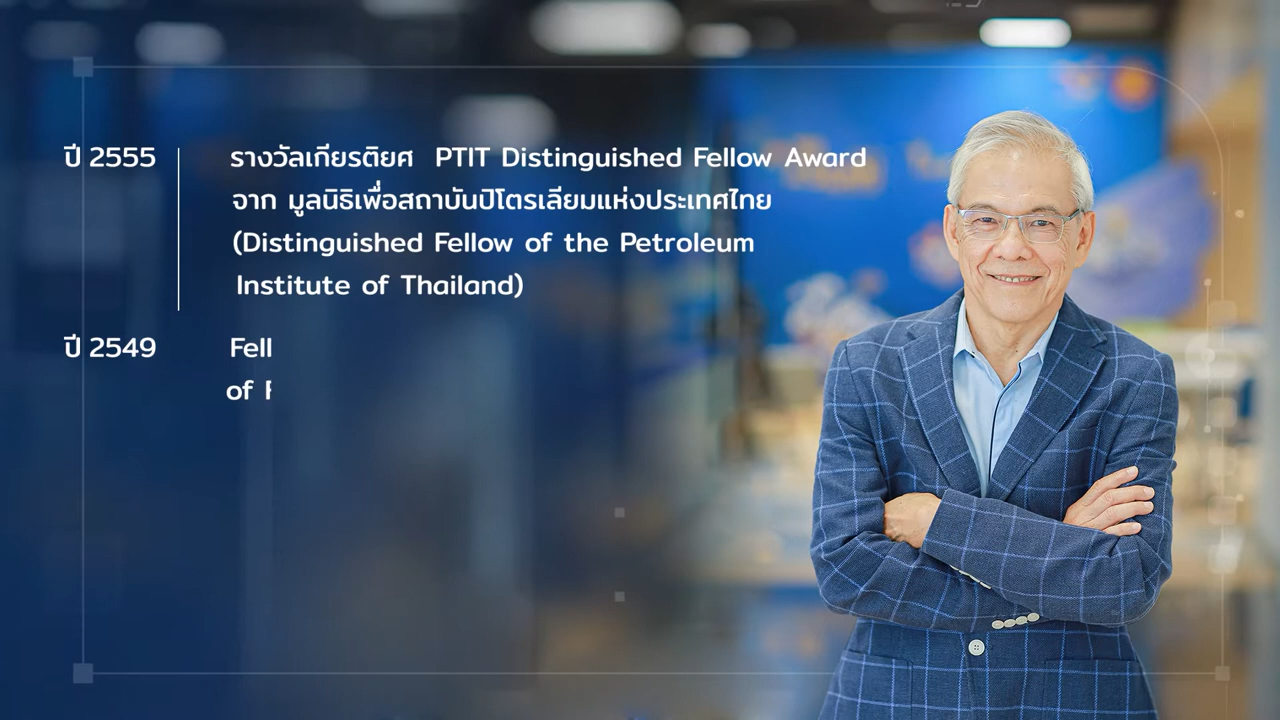 ปี 2555
รางวัลเกียรติยศ PTIT Distinguished Fellow Award
จาก มูลนิธิเพื่อสถาบันปิโตรเลียมแห่งประเทศไทย
(Distinguished Fellow of the Petroleum
Institute of Thailand)
ปี 2549
Fell
of